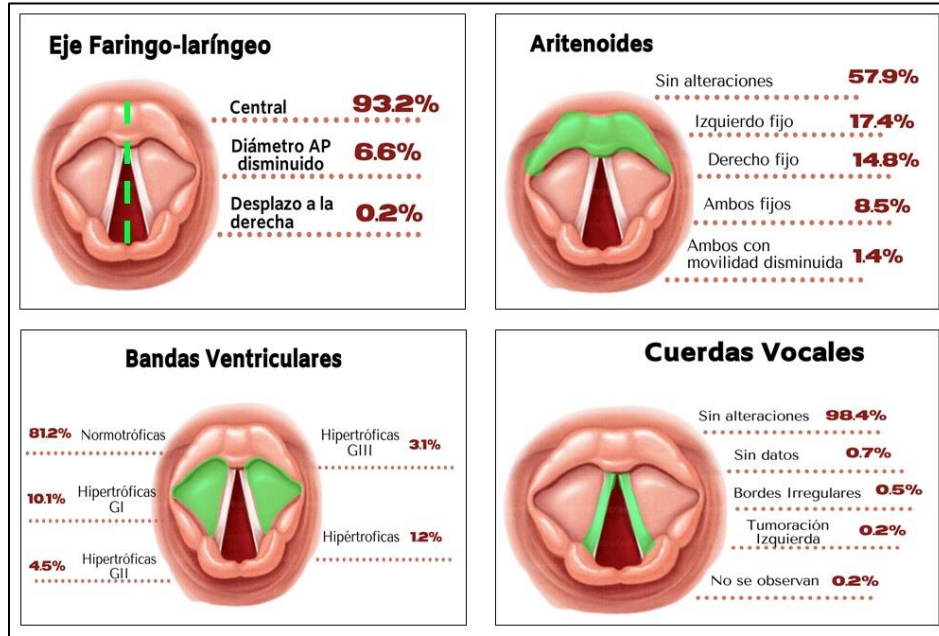 Eje Faringo-laríngeo
Central 93.2%
Diámetro AP
disminuido 6.6%
Desplazo a la
derecha 0.2%
Aritenoides
Sin alteraciones 57.9%
Izquierdo fijo 17.4%
Derecho fijo 14.8%
Ambos fijos 8.5%
Ambos con
movilidad disminuida 1.4%
Bandas Ventriculares
81.2% Normotróficas
10.1% Hipertróficas
GI
4.5% Hipertróficas
GII
Hipertróficas
GIII 3.1%
Hipértroficas 1.2%
Cuerdas Vocales
Sin alteraciones 98.4%
Sin datos 0.7%
Bordes Irregulares 0.5%
Tumoración
Izquierda 0.2%
No se observan 0.2%